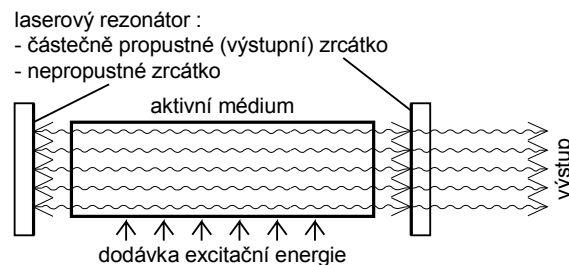 laserový rezonátor :
- částečně propustné (výstupní) zrcátko
- nepropustné zrcátko
aktivní médium
výstup
dodávka excitační energie